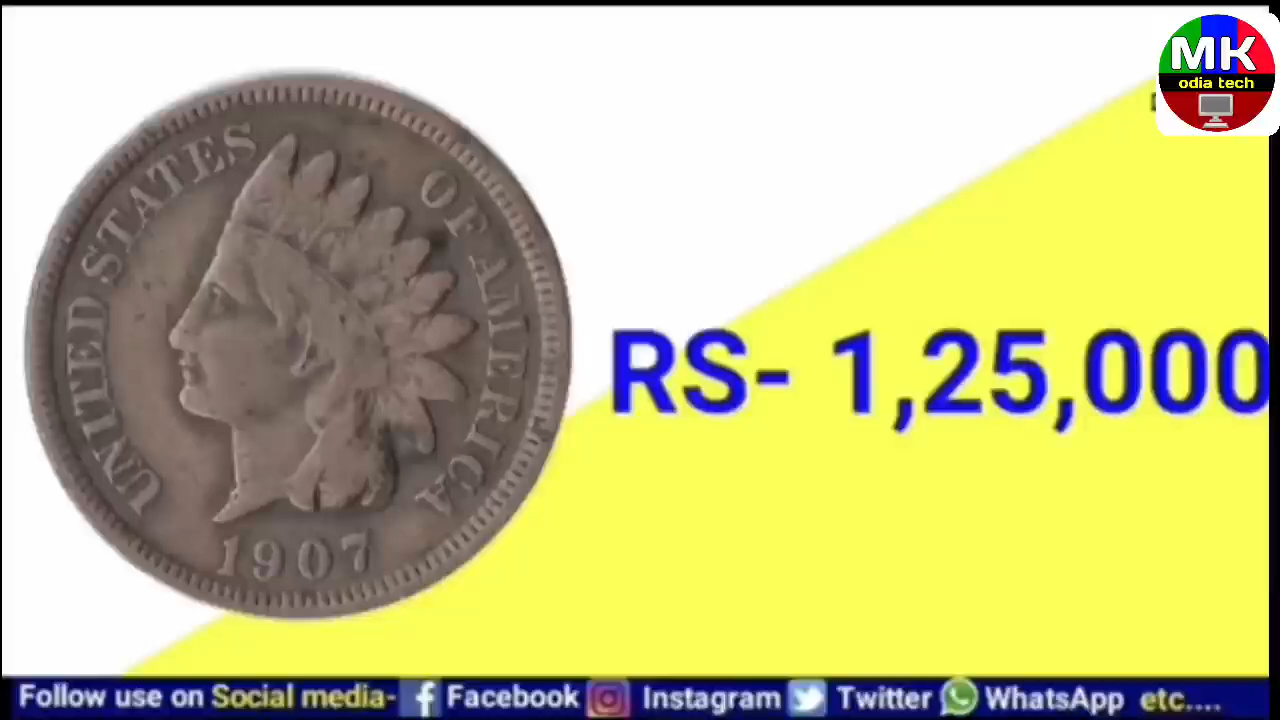 MK
odia tech
UNITED STATES OF AMERICA
RS- 1,25,000
1907
Follow use on Social media- Facebook Instagram Twitter WhatsApp etc....